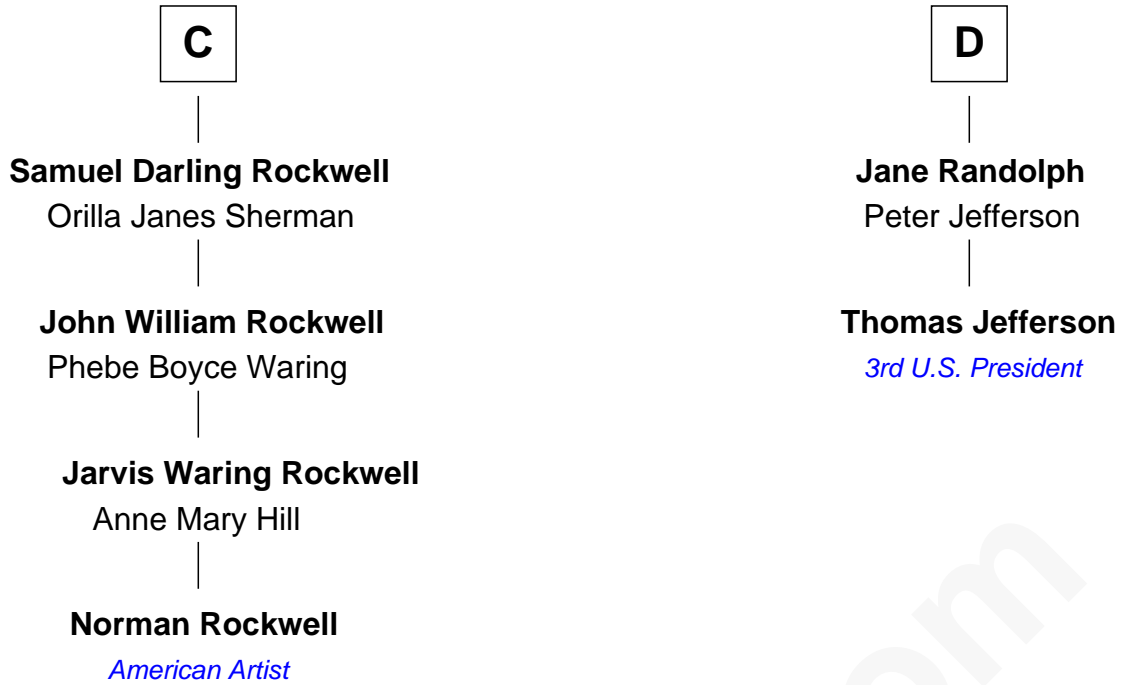 C
Samuel Darling Rockwell
Orilla Janes Sherman
John William Rockwell
Phebe Boyce Waring
Jarvis Waring Rockwell
Anne Mary Hill
Norman Rockwell
American Artist
D
Jane Randolph
Peter Jefferson
Thomas Jefferson
3rd U.S. President